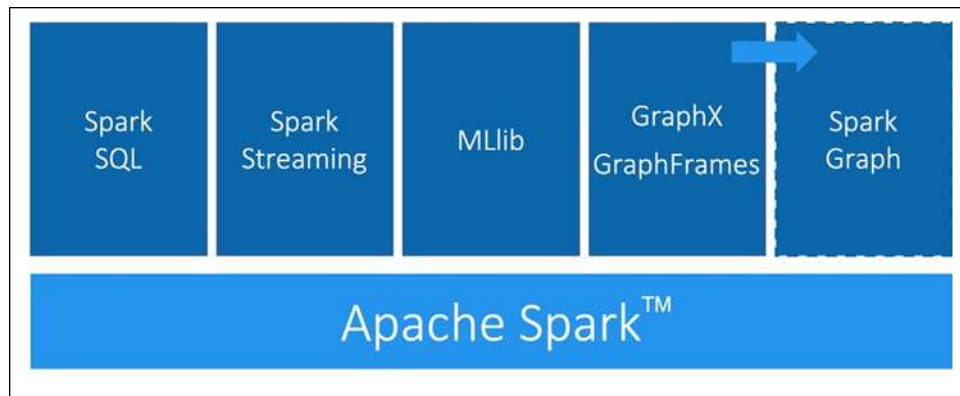 Spark
SQL
Spark
Streaming
MLlib
GraphX
GraphFrames
Spark
Graph
Apache Spark™